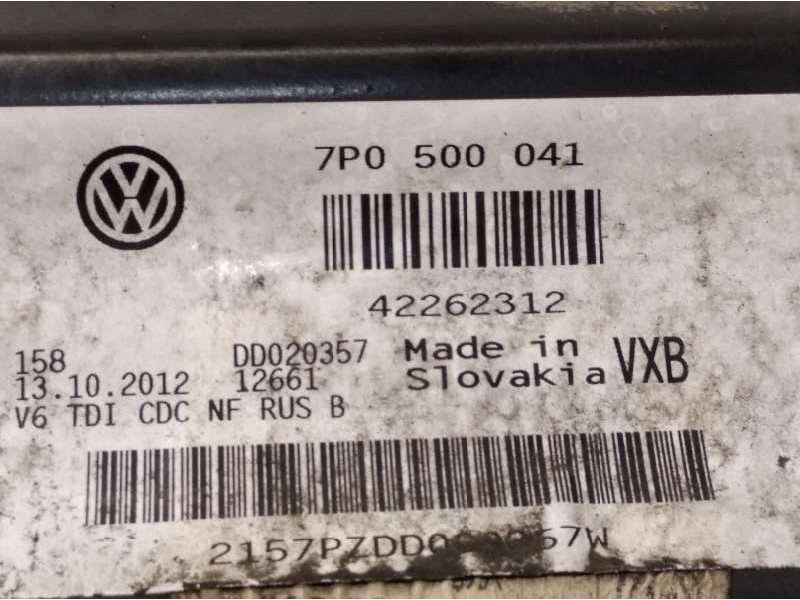 7P0 500 041
42262312
158 DD020357 Made in VXB
13.10.2012 12661 Slovakia
V6 TDI CDC NF RUS B